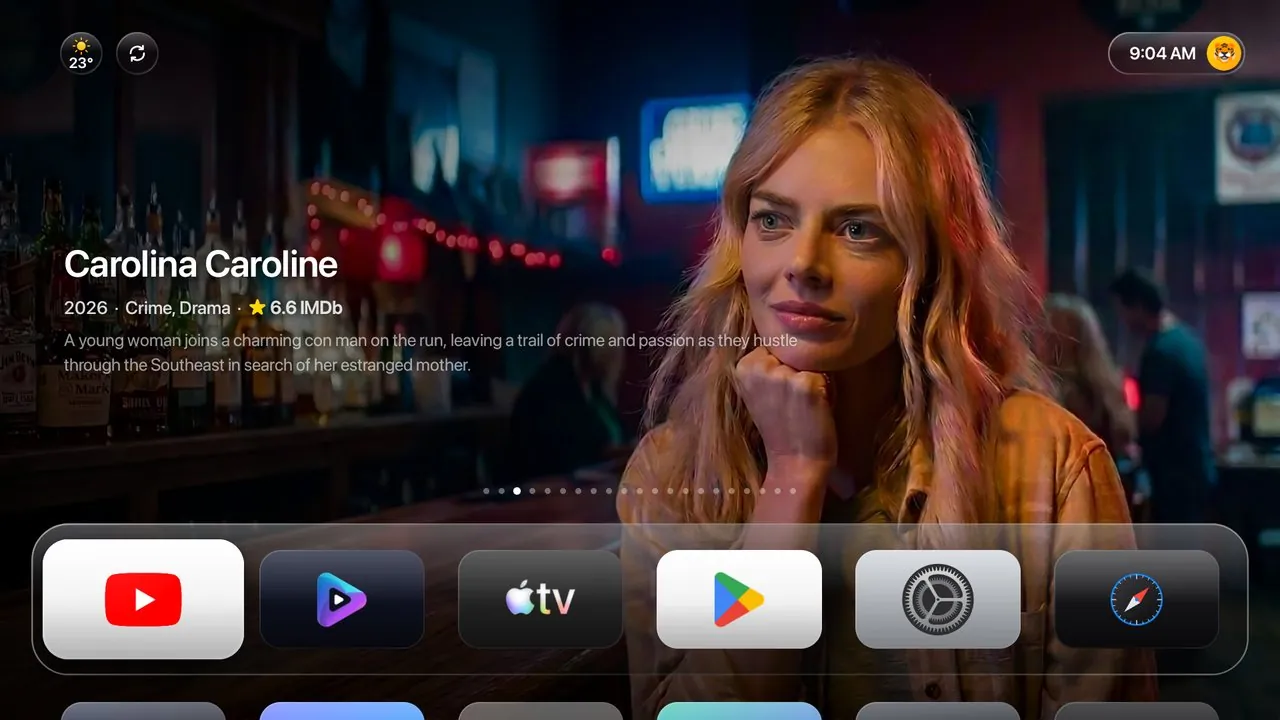 23°
9:04 AM
Carolina Caroline
2026 · Crime, Drama · ⭐ 6.6 IMDb
A young woman joins a charming con man on the run, leaving a trail of crime and passion as they hustle
through the Southeast in search of her estranged mother.
tv